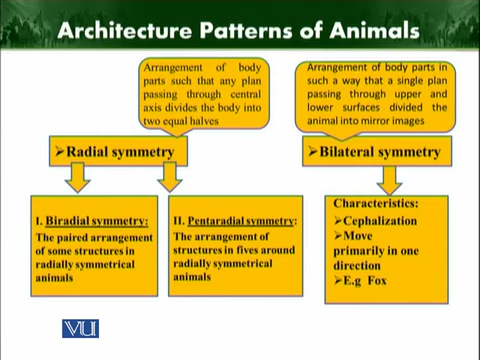 Architecture Patterns of Animals
Arrangement of body
parts such that any plan
passing through central
axis divides the body into
two equal halves
Arrangement of body parts in
such a way that a single plan
passing through upper and
lower surfaces divided the
animal into mirror images
➢Radial symmetry
➢Bilateral symmetry
I. Biradial symmetry:
The paired arrangement
of some structures in
radially symmetrical
animals
II. Pentaradial symmetry:
The arrangement of
structures in fives around
radially symmetrical
animals
Characteristics:
➢Cephalization
➢Move
primarily in one
direction
➢E.g Fox
VU